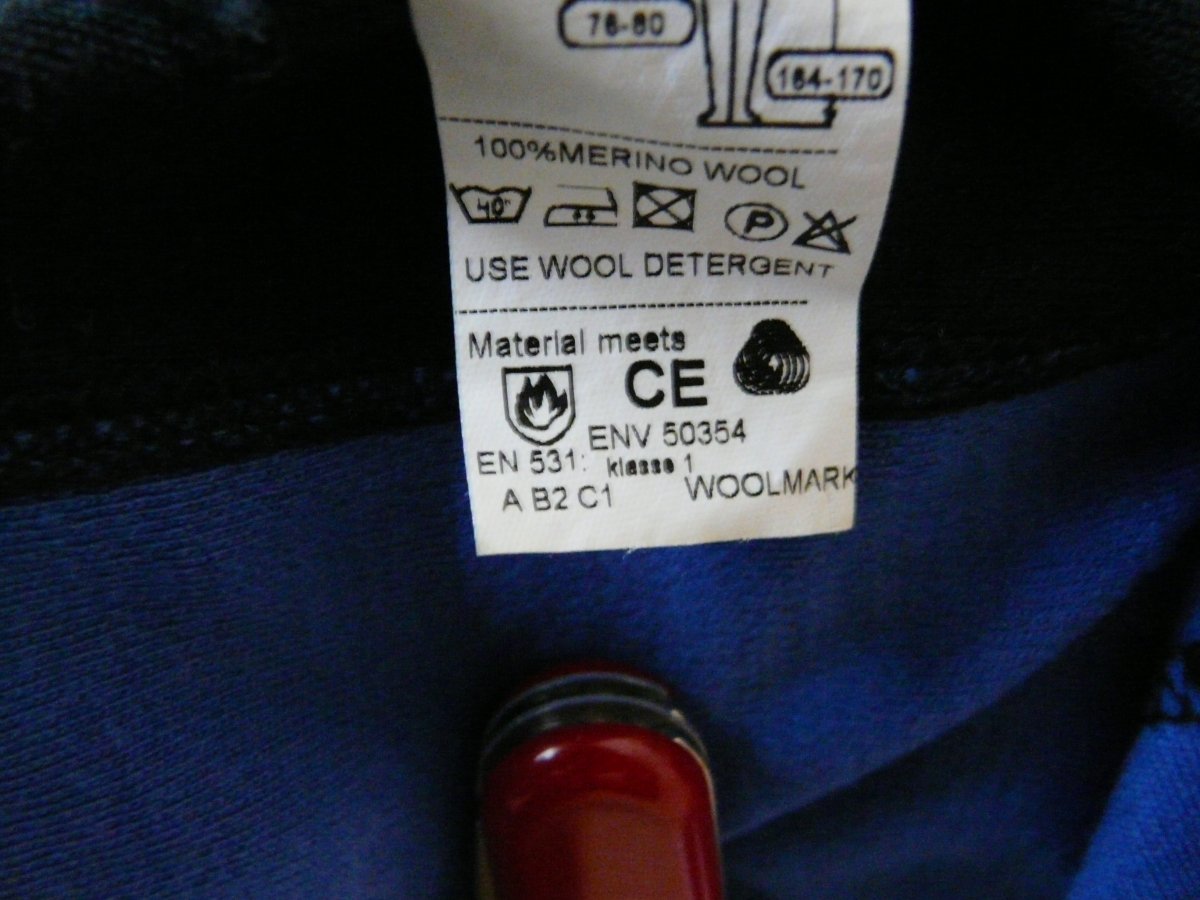 76-80
164-170
100%MERINO WOOL
40°
P
USE WOOL DETERGENT
Material meets
CE
ENV 50354
EN 531: klasse 1
A B2 C1
WOOLMARK